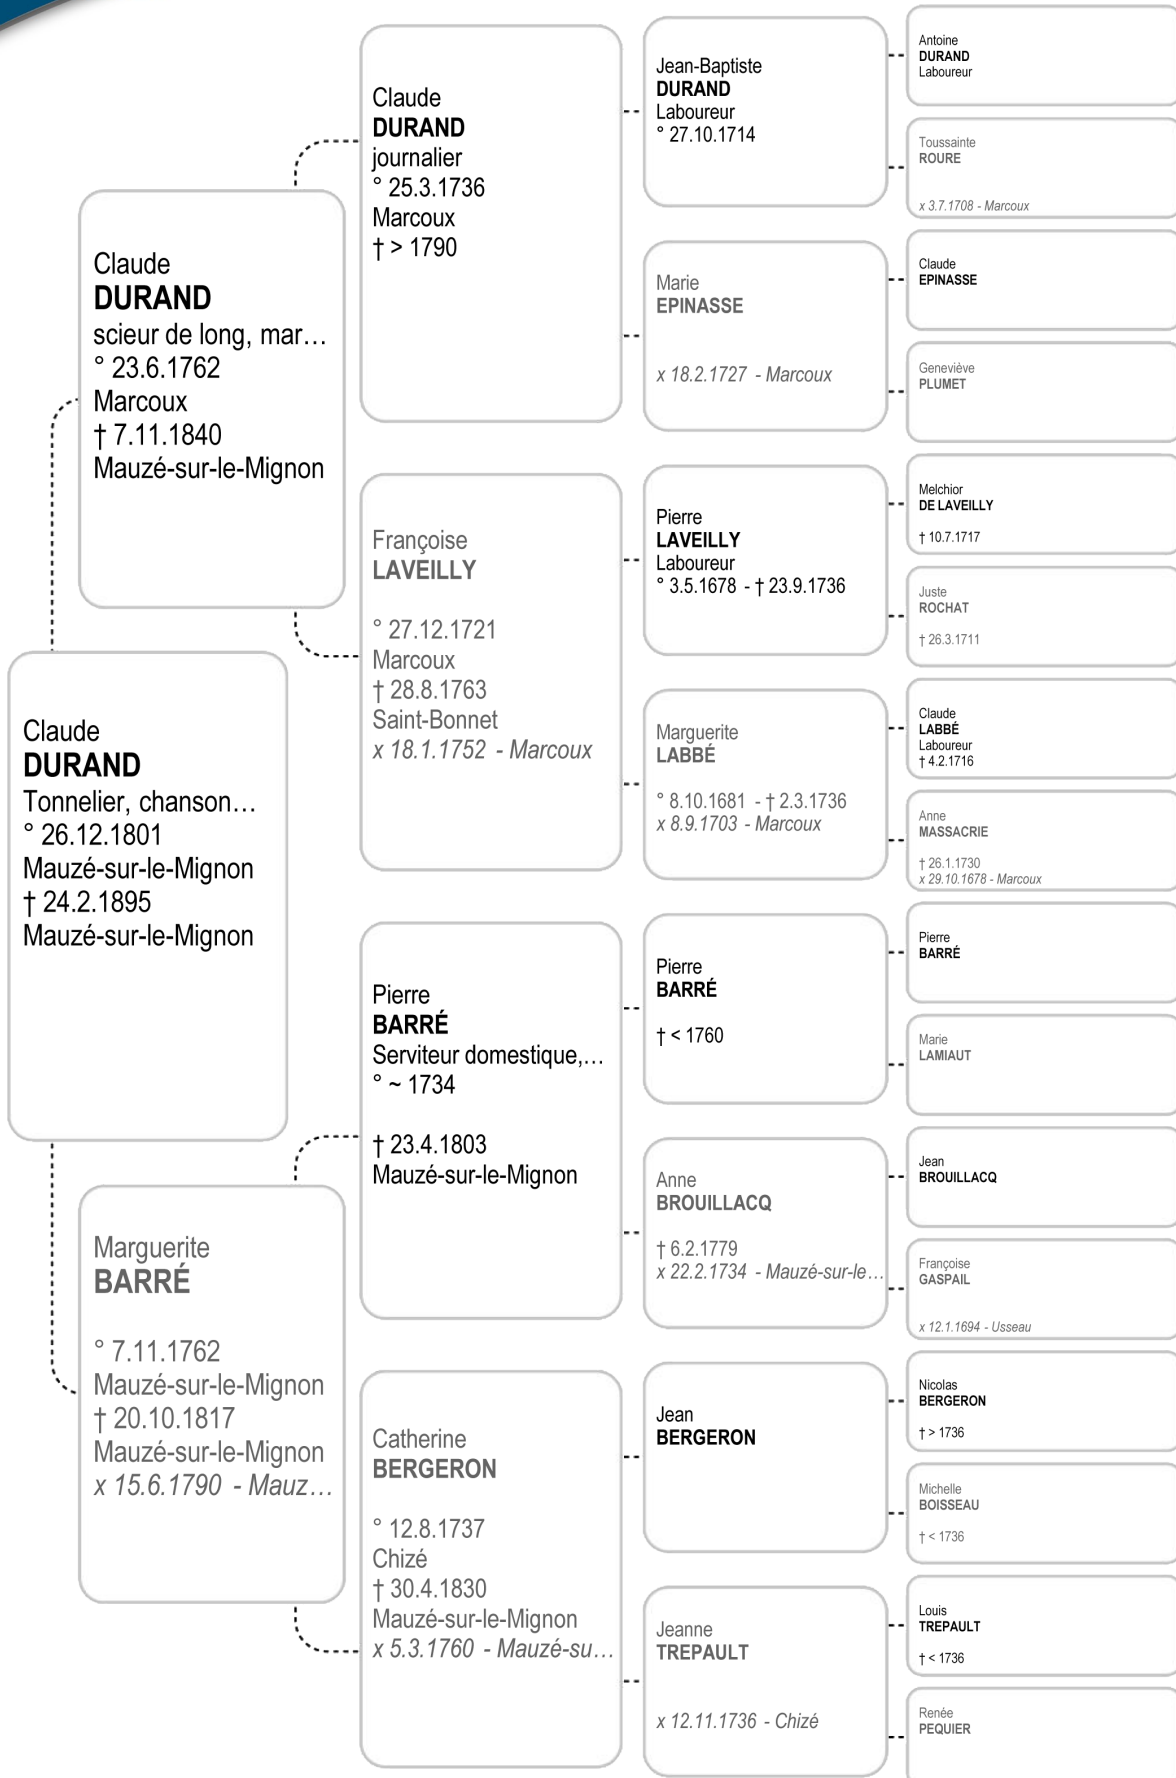 Claude
DURAND
Tonnelier, chanson…
° 26.12.1801
Mauzé-sur-le-Mignon
† 24.2.1895
Mauzé-sur-le-Mignon
Claude
DURAND
scieur de long, mar…
° 23.6.1762
Marcoux
† 7.11.1840
Mauzé-sur-le-Mignon
Marguerite
BARRÉ
° 7.11.1762
Mauzé-sur-le-Mignon
† 20.10.1817
Mauzé-sur-le-Mignon
x 15.6.1790 - Mauz…
Claude
DURAND
journalier
° 25.3.1736
Marcoux
† > 1790
Françoise
LAVEILLY
° 27.12.1721
Marcoux
† 28.8.1763
Saint-Bonnet
x 18.1.1752 - Marcoux
Pierre
BARRÉ
Serviteur domestique,…
° ~ 1734
† 23.4.1803
Mauzé-sur-le-Mignon
Catherine
BERGERON
° 12.8.1737
Chizé
† 30.4.1830
Mauzé-sur-le-Mignon
x 5.3.1760 - Mauzé-su…
Jean-Baptiste
DURAND
Laboureur
° 27.10.1714
Marie
EPINASSE
x 18.2.1727 - Marcoux
Pierre
LAVEILLY
Laboureur
° 3.5.1678 - † 23.9.1736
Marguerite
LABBÉ
° 8.10.1681 - † 2.3.1736
x 8.9.1703 - Marcoux
Pierre
BARRÉ
† < 1760
Anne
BROUILLACQ
† 6.2.1779
x 22.2.1734 - Mauzé-sur-le…
Jean
BERGERON
Jeanne
TREPAULT
x 12.11.1736 - Chizé
Antoine
DURAND
Laboureur
Toussainte
ROURE
x 3.7.1708 - Marcoux
Claude
EPINASSE
Geneviève
PLUMET
Melchior
DE LAVEILLY
† 10.7.1717
Juste
ROCHAT
† 26.3.1711
Claude
LABBÉ
Laboureur
† 4.2.1716
Anne
MASSACRIE
† 26.1.1730
x 29.10.1678 - Marcoux
Pierre
BARRÉ
Marie
LAMIAUT
Jean
BROUILLACQ
Françoise
GASPAIL
x 12.1.1694 - Usseau
Nicolas
BERGERON
† > 1736
Michelle
BOISSEAU
† < 1736
Louis
TREPAULT
† < 1736
Renée
PEQUIER